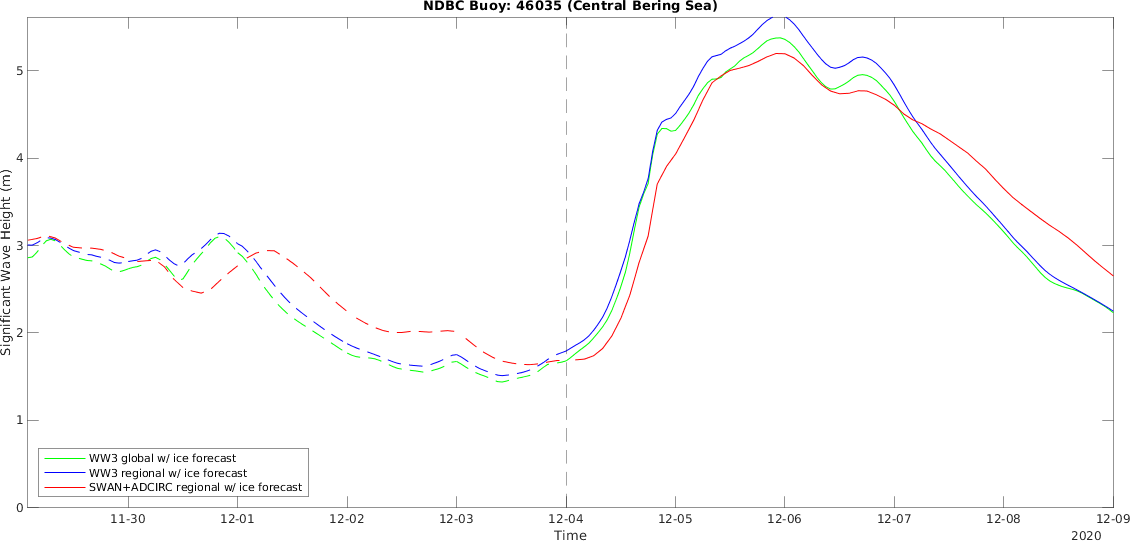 NDBC Buoy: 46035 (Central Bering Sea)
Significant Wave Height (m)
5
4
3
2
1
0
WW3 global w/ ice forecast
WW3 regional w/ ice forecast
SWAN+ADCIRC regional w/ ice forecast
11-30 12-01 12-02 12-03 12-04 12-05 12-06 12-07 12-08 12-09
Time
2020